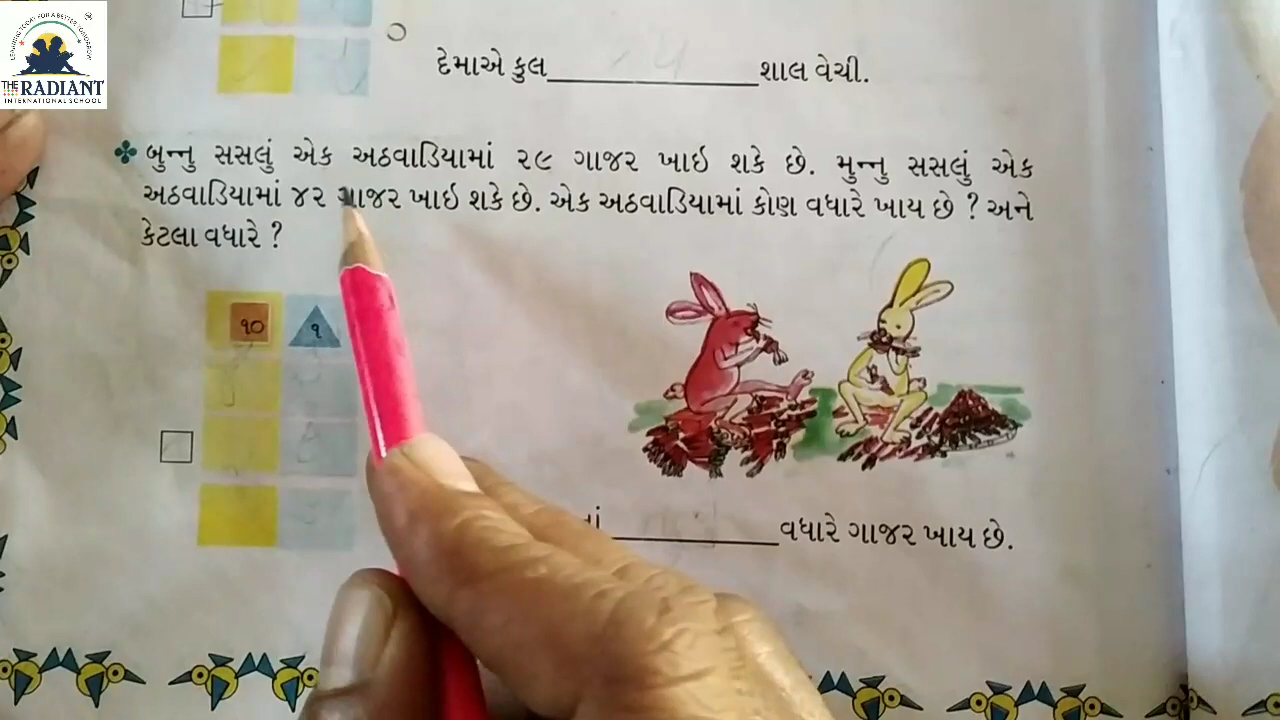 THE RADIANT
INTERNATIONAL SCHOOL
દેમાએ કુલ શાલ વેચી.
બુન્નુ સસલું એક અઠવાડિયામાં ૨૯ ગાજર ખાઇ શકે છે. મુન્નુ સસલું એક
અઠવાડિયામાં ૪૨ ગાજર ખાઇ શકે છે. એક અઠવાડિયામાં કોણ વધારે ખાય છે ? અને
કેટલા વધારે ?
૧૦ ૧
વધારે ગાજર ખાય છે.